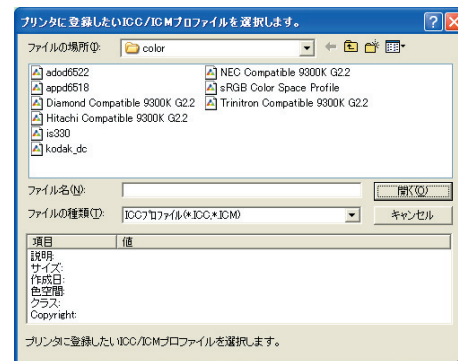 プリンタに登録したいICC/ICMプロファイルを選択します。
ファイルの場所(I):
color
adod6522
appd6518
Diamond Compatible 9300K G2.2
Hitachi Compatible 9300K G2.2
is330
kodak_dc
NEC Compatible 9300K G2.2
sRGB Color Space Profile
Trinitron Compatible 9300K G2.2
ファイル名(N):
開く(O)
ファイルの種類(T):
ICCプロファイル(*.ICC,*.ICM)
キャンセル
項目 値
説明:
サイズ:
作成日:
色空間:
クラス:
Copyright:
プリンタに登録したいICC/ICMプロファイルを選択します。